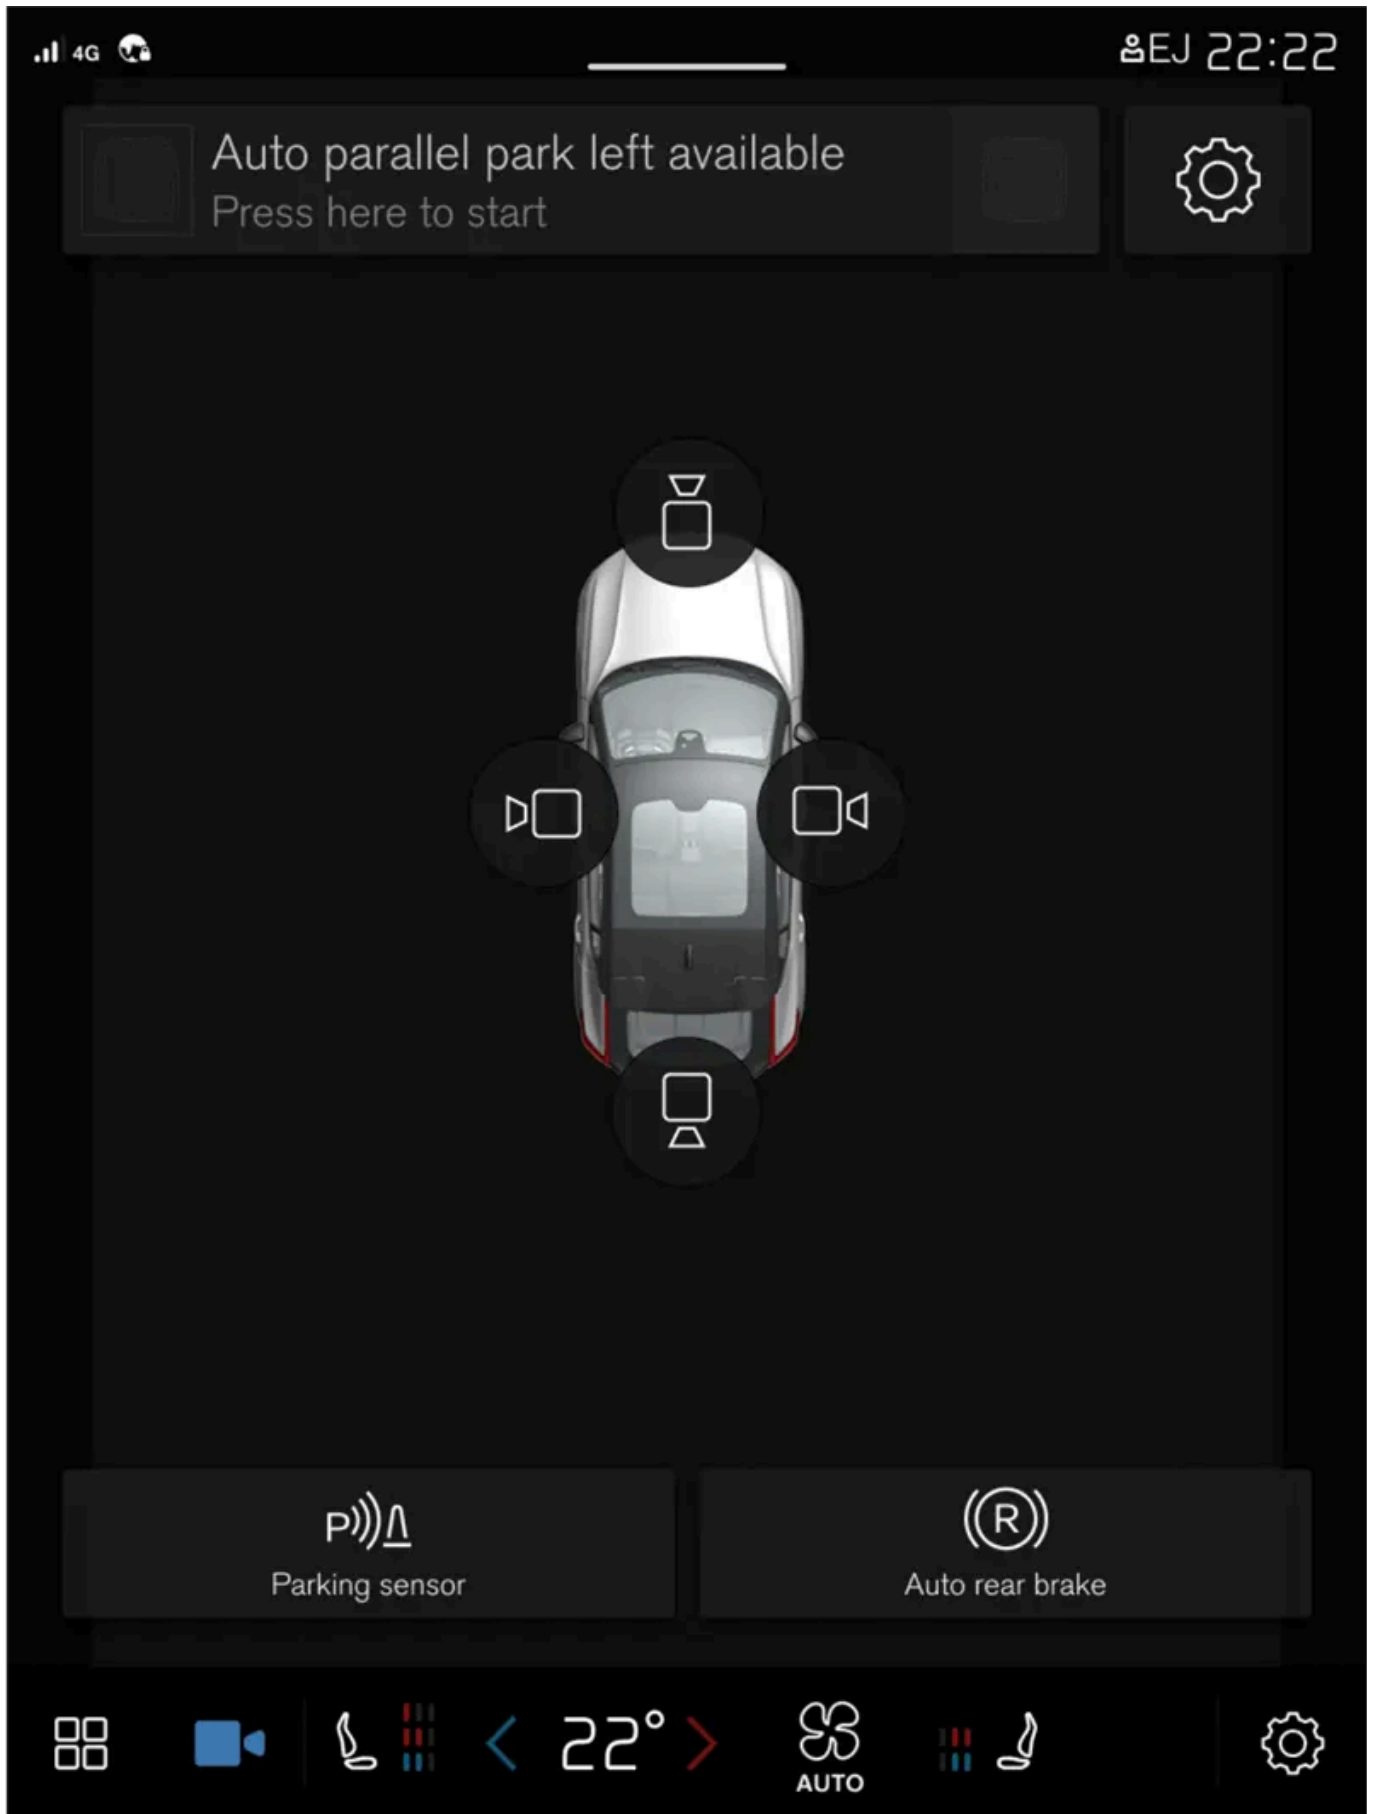 4G
EJ 22:22
Auto parallel park left available
Press here to start
P
R
Parking sensor
Auto rear brake
22°
AUTO